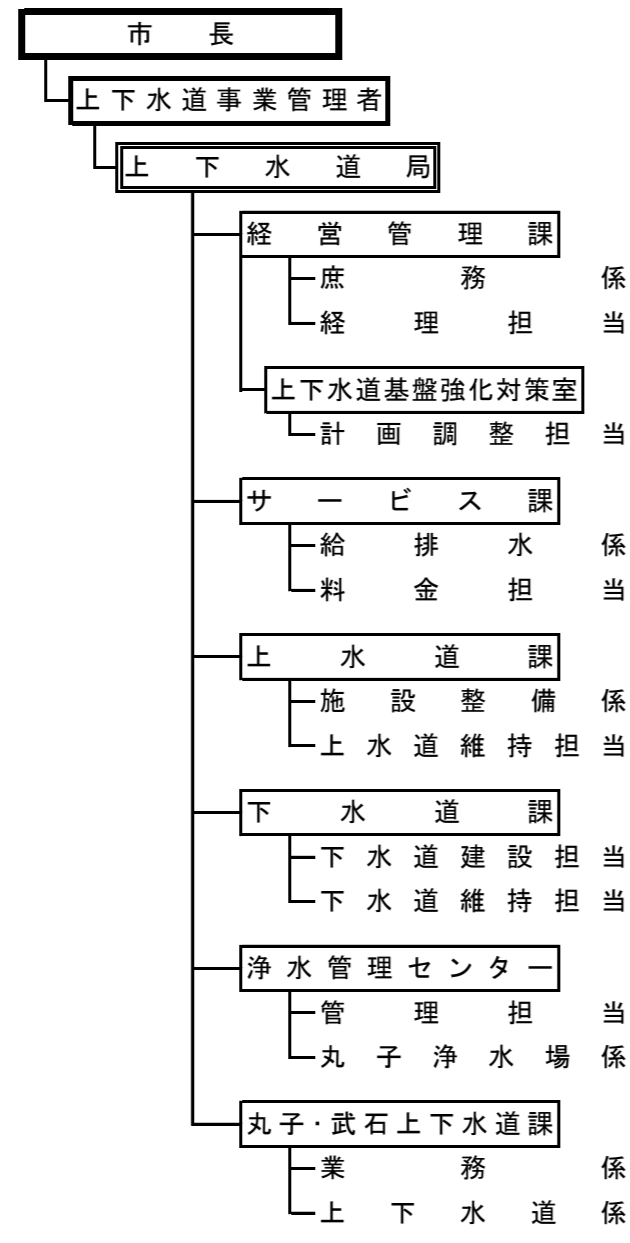 市長
上下水道事業管理者
上下水道局
経営管理課
庶務係
経理担当
上下水道基盤強化対策室
計画調整担当
サービス課
給排水係
料金担当
上水道課
施設整備係
上水道維持担当
下水道課
下水道建設担当
下水道維持担当
浄水管理センター
管理担当
丸子浄水場係
丸子・武石上下水道課
業務係
上下水道係